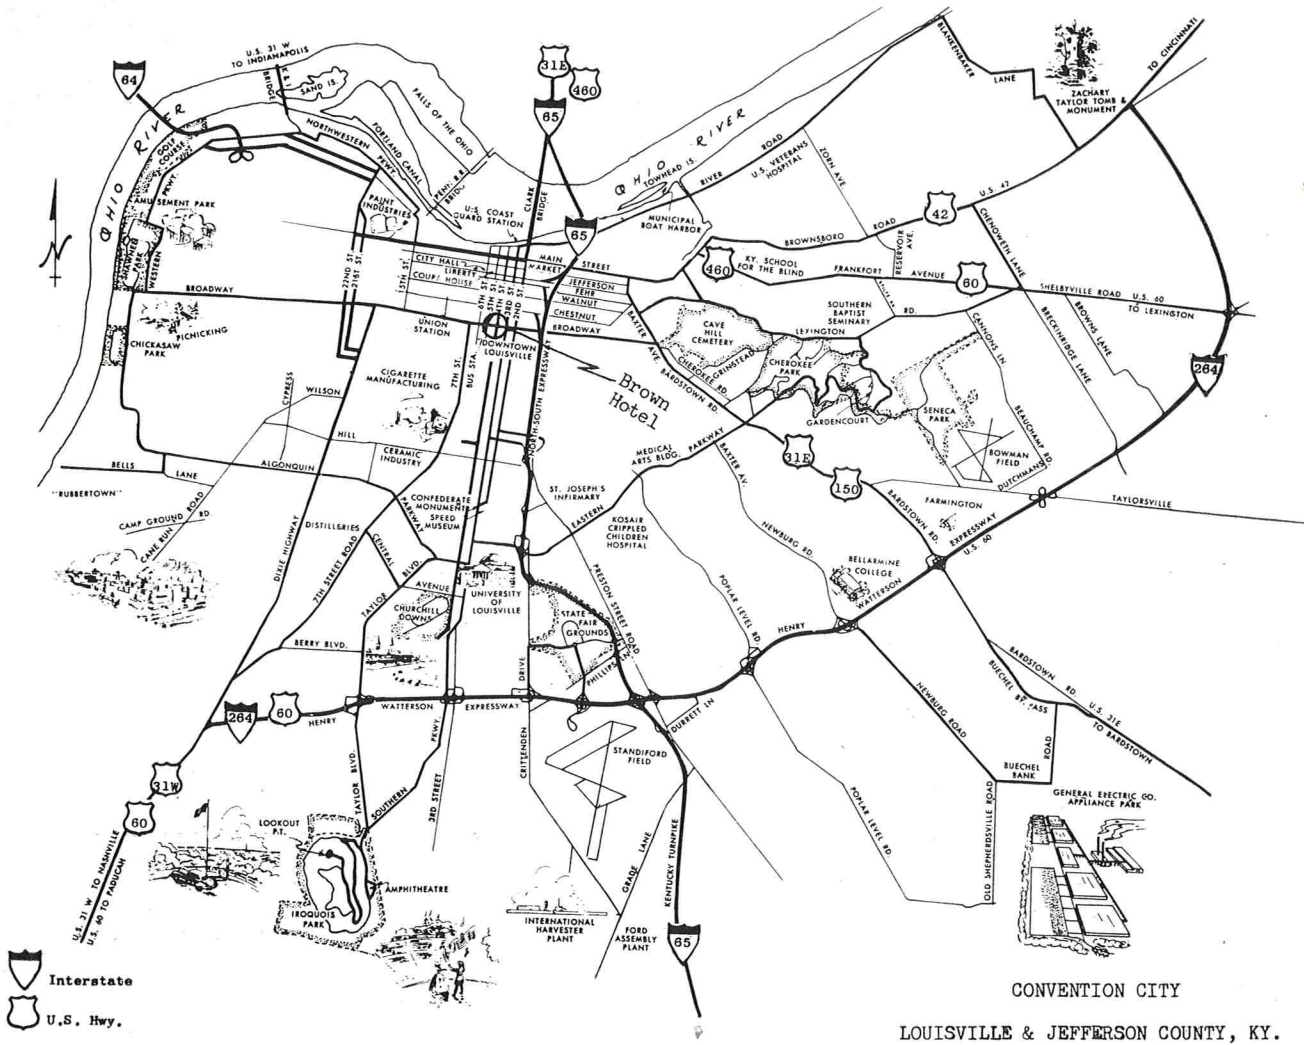 U.S. 31 W
TO INDIANAPOLIS
K & I
BRIDGE
SAND IS.
64
31E
460
65
FALLS OF THE OHIO
PORTLAND CANAL
NORTHWESTERN
PKWY.
PENN. R.R.
BRIDGE
OHIO RIVER
GOLF
COURSE
PKWY.
AMUSEMENT PARK
SHAWNEE
PARK
WESTERN
PAINT
INDUSTRIES
U.S. COAST
GUARD STATION
CLARK
BRIDGE
65
OHIO RIVER
TOWHEAD IS.
RIVER ROAD
MUNICIPAL
BOAT HARBOR
U.S. VETERANS
HOSPITAL
ZORN AVE.
BLANKENBAKER
LANE
ZACHARY
TAYLOR TOMB &
MONUMENT
TO CINCINNATI
U.S. 42
42
BROWNSBORO ROAD
RESERVOIR
AVE.
CHENOWETH LANE
460
KY. SCHOOL
FOR THE BLIND
FRANKFORT AVENUE
60
SHELBYVILLE ROAD U.S. 60
TO LEXINGTON
22ND ST.
21ST ST.
15TH ST.
CITY HALL
COURT HOUSE
LIBERTY
MAIN
MARKET
STREET
JEFFERSON
FEHR
WALNUT
CHESTNUT
BROADWAY
6TH ST.
5TH ST.
4TH ST.
3RD ST.
2ND ST.
BROADWAY
PICNICKING
CHICKASAW
PARK
UNION
STATION
DOWNTOWN
LOUISVILLE
7TH ST.
BUS STA.
NORTH-SOUTH EXPRESSWAY
Brown
Hotel
BAXTER AVE.
BARDSTOWN RD.
CAVE
HILL
CEMETERY
CHEROKEE RD.
GRINSTEAD
CHEROKEE
PARK
LEXINGTON RD.
SOUTHERN
BAPTIST
SEMINARY
CANNONS LN
BRECKINRIDGE LANE
BROWNS LANE
264
CYPRESS
WILSON
CIGARETTE
MANUFACTURING
HILL
CERAMIC
INDUSTRY
GARDENCOURT
SENECA
PARK
BEAUCHAMP RD.
BOWMAN
FIELD
DUTCHMANS
BELLS LANE
ALGONQUIN
PARKWAY
"RUBBERTOWN"
CAMP GROUND ROAD
CANE RUN RD.
DIXIE HIGHWAY
DISTILLERIES
7TH STREET ROAD
CONFEDERATE
MONUMENT
SPEED
MUSEUM
MEDICAL
ARTS BLDG.
PARKWAY
EASTERN
ST. JOSEPH'S
INFIRMARY
KOSAIR
CRIPPLED
CHILDREN
HOSPITAL
BAXTER AV.
31E
150
BARDSTOWN RD.
FARMINGTON
TAYLORSVILLE
EXPRESSWAY
U.S. 60
CENTRAL
AVENUE
TAYLOR BLVD.
CHURCHILL
DOWNS
UNIVERSITY
OF
LOUISVILLE
STATE
FAIR
GROUNDS
PHILLIPS LN
PRESTON STREET ROAD
POPLAR LEVEL RD.
NEWBURG RD.
BELLARMINE
COLLEGE
WATTERSON
HENRY
BERRY BLVD.
264
60
HENRY WATTERSON EXPRESSWAY
DRIVE
CRITTENDEN
DURRETT LN
STANDIFORD
FIELD
NEWBURG ROAD
BUECHEL BYPASS
BARDSTOWN RD.
U.S. 31E
TO BARDSTOWN
BUECHEL
BANK
ROAD
31W
60
U.S. 31 W TO NASHVILLE
U.S. 60 TO PADUCAH
TAYLOR BLVD.
SOUTHERN
PKWY.
3RD STREET
LOOKOUT
P.T.
AMPHITHEATRE
IROQUOIS
PARK
INTERNATIONAL
HARVESTER
PLANT
GRADE LANE
FORD
ASSEMBLY
PLANT
KENTUCKY TURNPIKE
65
POPLAR LEVEL RD
OLD SHEPHERDSVILLE ROAD
GENERAL ELECTRIC CO.
APPLIANCE PARK
Interstate
U.S. Hwy.
CONVENTION CITY
LOUISVILLE & JEFFERSON COUNTY, KY.